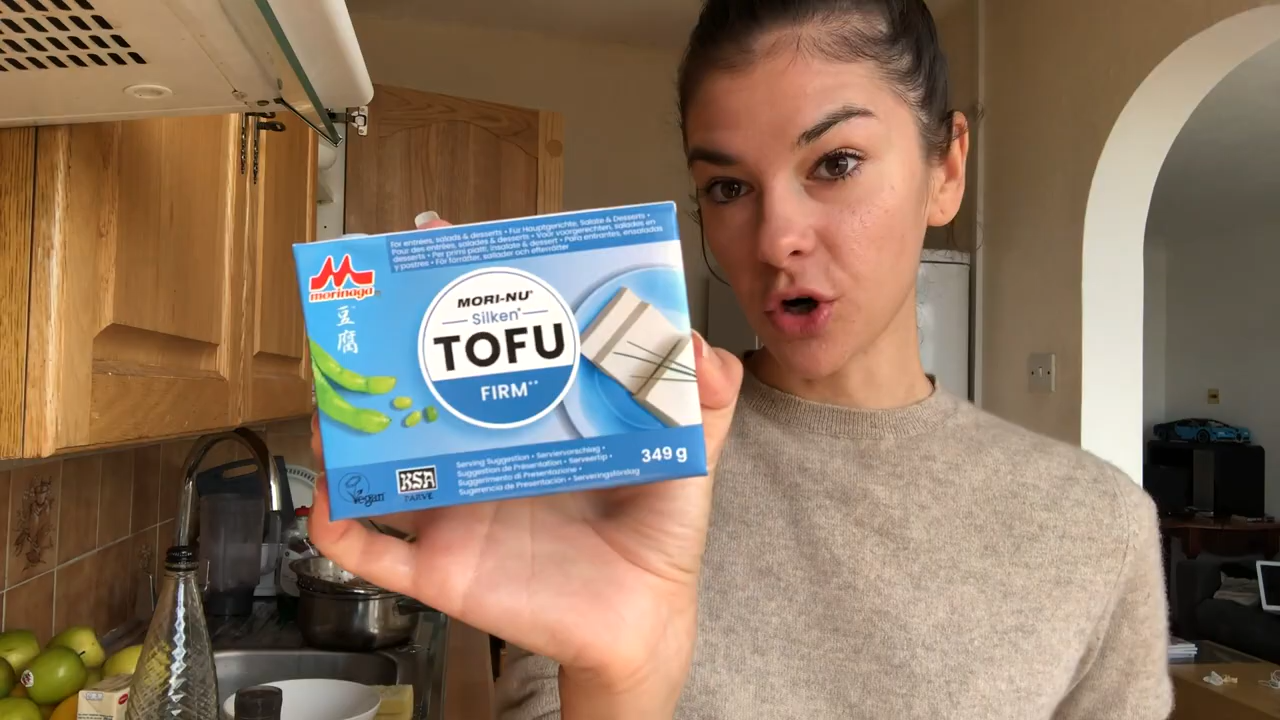 For entrées, salads & desserts • Für Hauptgerichte, Salate & Desserts •
Pour des entrées, salades & desserts • Voor voorgerechten, salades en
desserts • Per primi piatti, insalate & dessert • Para entrantes, ensaladas
y postres • För förrätter, sallader och efterrätter
morinaga
豆腐
MORI-NU®
Silken*
TOFU
FIRM**
Serving Suggestion • Serviervorschlag •
Suggestion de Présentation • Serveertip •
Suggerimento di Presentazione •
Sugerencia de Presentación • Serveringsförslag
349 g
vegan
KSA
PARVE